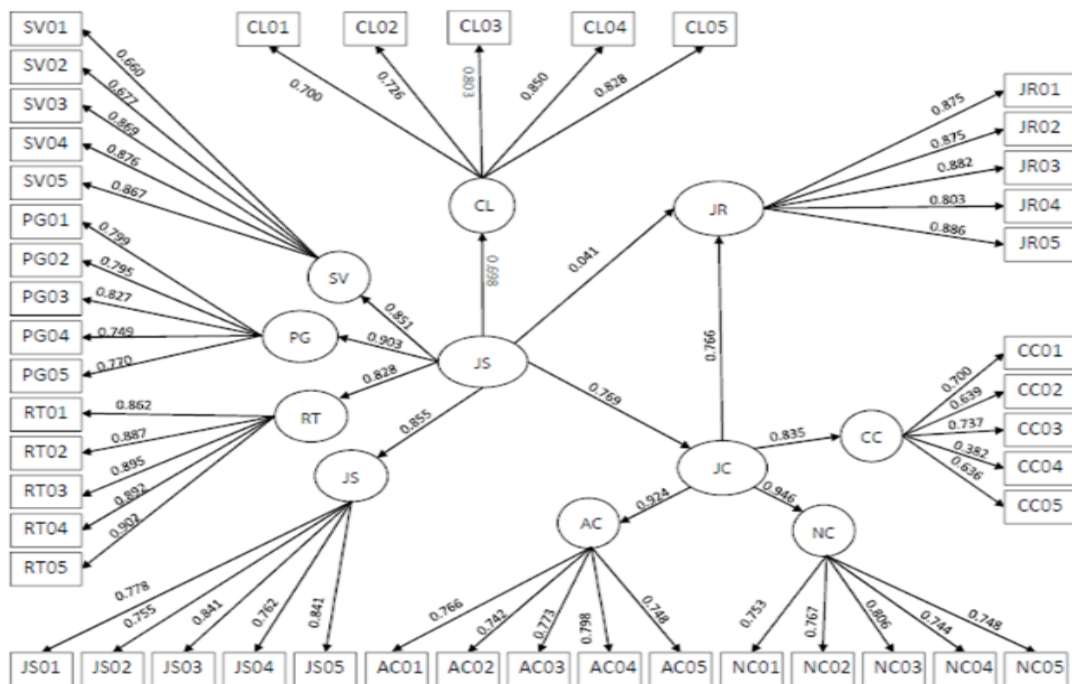 SV01
SV02
SV03
SV04
SV05
PG01
PG02
PG03
PG04
PG05
RT01
RT02
RT03
RT04
RT05
CL01
CL02
CL03
CL04
CL05
0.660
0.677
0.869
0.876
0.867
0.799
0.795
0.827
0.749
0.770
0.862
0.887
0.895
0.892
0.902
0.700
0.726
0.803
0.850
0.828
CL
SV
PG
RT
JS
JS
0.698
0.851
0.903
0.828
0.855
0.041
0.769
JR
0.875
0.875
0.882
0.803
0.886
JR01
JR02
JR03
JR04
JR05
0.766
JC
0.835
0.924
0.946
CC
0.700
0.639
0.737
0.382
0.636
CC01
CC02
CC03
CC04
CC05
AC
NC
0.778
0.755
0.841
0.762
0.841
0.766
0.742
0.773
0.798
0.748
0.753
0.767
0.806
0.744
0.748
JS01
JS02
JS03
JS04
JS05
AC01
AC02
AC03
AC04
AC05
NC01
NC02
NC03
NC04
NC05